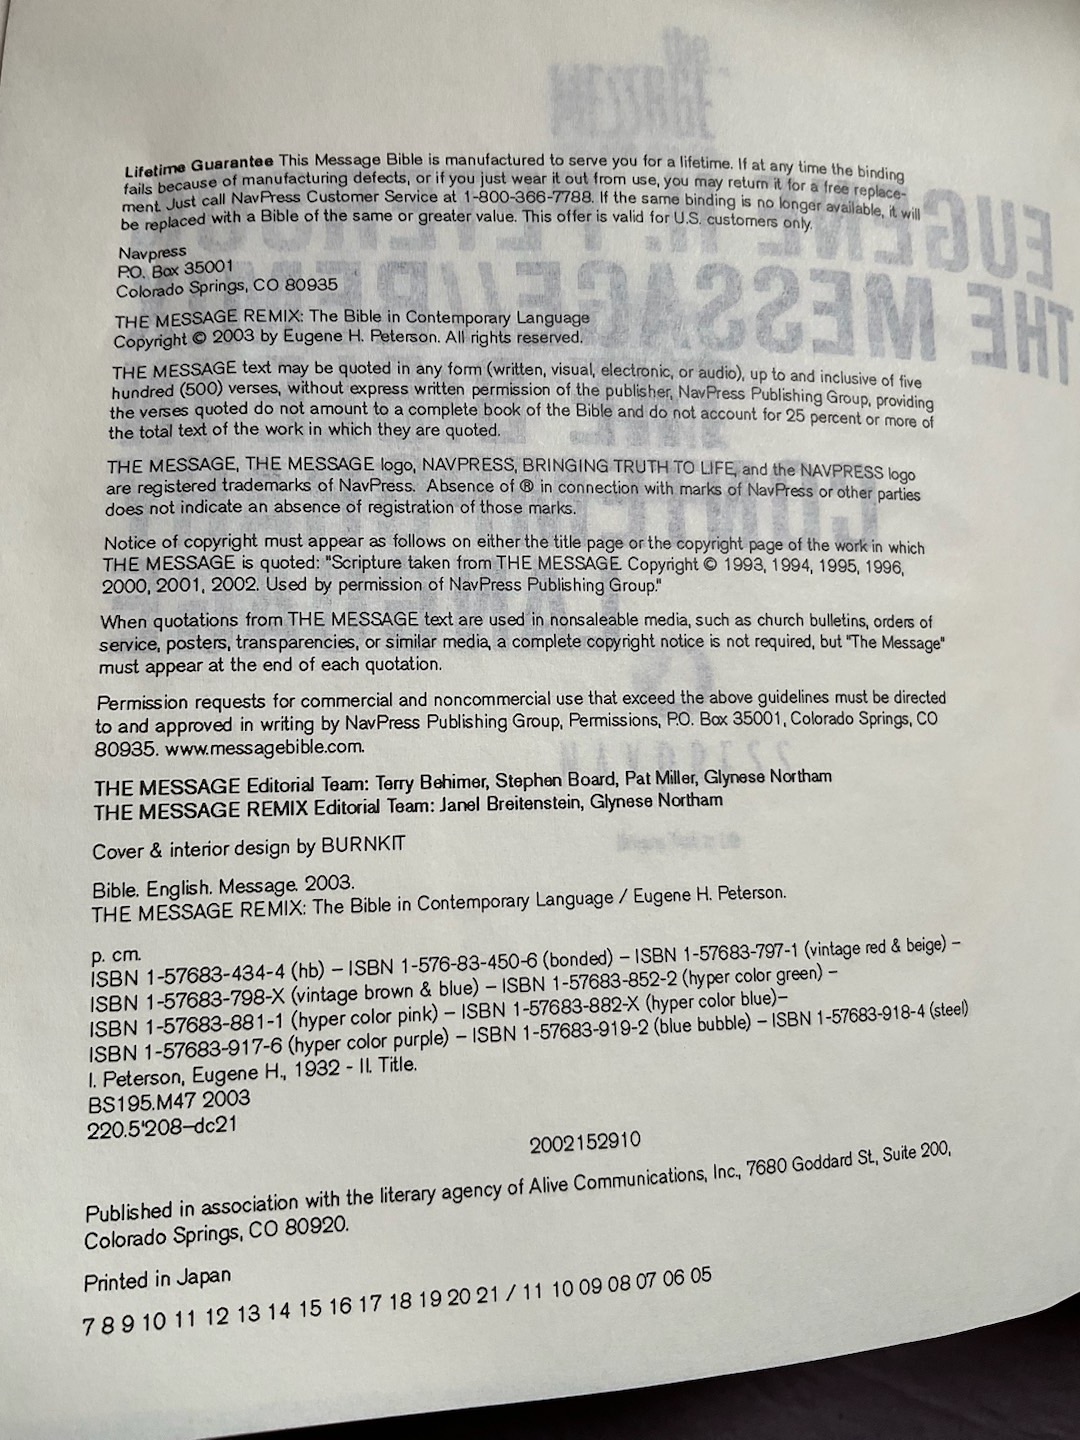 Lifetime Guarantee This Message Bible is manufactured to serve you for a lifetime. If at any time the binding
fails because of manufacturing defects, or if you just wear it out from use, you may return it for a free replace-
ment. Just call NavPress Customer Service at 1-800-366-7788. If the same binding is no longer available, it will
be replaced with a Bible of the same or greater value. This offer is valid for U.S. customers only.
Navpress
P.O. Box 35001
Colorado Springs, CO 80935
THE MESSAGE REMIX: The Bible in Contemporary Language
Copyright © 2003 by Eugene H. Peterson. All rights reserved.
THE MESSAGE text may be quoted in any form (written, visual, electronic, or audio), up to and inclusive of five
hundred (500) verses, without express written permission of the publisher, NavPress Publishing Group, providing
the verses quoted do not amount to a complete book of the Bible and do not account for 25 percent or more of
the total text of the work in which they are quoted.
THE MESSAGE, THE MESSAGE logo, NAVPRESS, BRINGING TRUTH TO LIFE, and the NAVPRESS logo
are registered trademarks of NavPress. Absence of ® in connection with marks of NavPress or other parties
does not indicate an absence of registration of those marks.
Notice of copyright must appear as follows on either the title page or the copyright page of the work in which
THE MESSAGE is quoted: "Scripture taken from THE MESSAGE. Copyright © 1993, 1994, 1995, 1996,
2000, 2001, 2002. Used by permission of NavPress Publishing Group."
When quotations from THE MESSAGE text are used in nonsaleable media, such as church bulletins, orders of
service, posters, transparencies, or similar media, a complete copyright notice is not required, but "The Message"
must appear at the end of each quotation.
Permission requests for commercial and noncommercial use that exceed the above guidelines must be directed
to and approved in writing by NavPress Publishing Group, Permissions, P.O. Box 35001, Colorado Springs, CO
80935. www.messagebible.com.
THE MESSAGE Editorial Team: Terry Behimer, Stephen Board, Pat Miller, Glynese Northam
THE MESSAGE REMIX Editorial Team: Janel Breitenstein, Glynese Northam
Cover & interior design by BURNKIT
Bible. English. Message. 2003.
THE MESSAGE REMIX: The Bible in Contemporary Language / Eugene H. Peterson.
p. cm.
ISBN 1-57683-434-4 (hb) – ISBN 1-576-83-450-6 (bonded) – ISBN 1-57683-797-1 (vintage red & beige) –
ISBN 1-57683-798-X (vintage brown & blue) – ISBN 1-57683-852-2 (hyper color green) –
ISBN 1-57683-881-1 (hyper color pink) – ISBN 1-57683-882-X (hyper color blue)–
ISBN 1-57683-917-6 (hyper color purple) – ISBN 1-57683-919-2 (blue bubble) – ISBN 1-57683-918-4 (steel)
I. Peterson, Eugene H., 1932 - II. Title.
BS195.M47 2003
220.5'208–dc21
2002152910
Published in association with the literary agency of Alive Communications, Inc., 7680 Goddard St., Suite 200,
Colorado Springs, CO 80920.
Printed in Japan
7 8 9 10 11 12 13 14 15 16 17 18 19 20 21 / 11 10 09 08 07 06 05